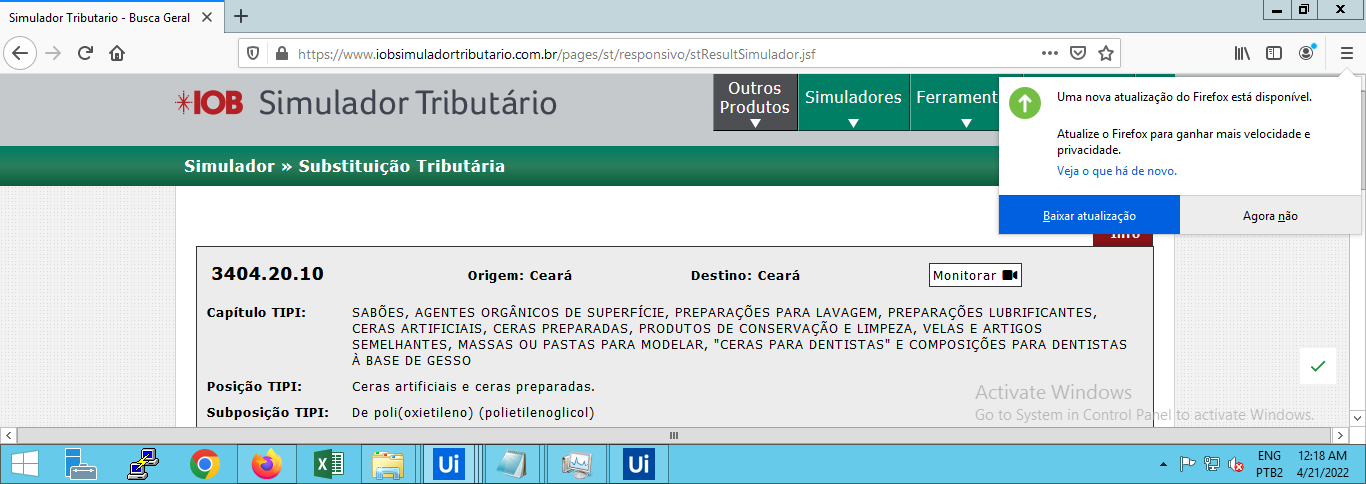 Simulador Tributario - Busca Geral
https://www.iobsimuladortributario.com.br/pages/st/responsivo/stResultSimulador.jsf
IOB Simulador Tributário
Outros Produtos
Simuladores
Ferrament
Uma nova atualização do Firefox está disponível.
Atualize o Firefox para ganhar mais velocidade e
privacidade.
Veja o que há de novo.
Baixar atualização
Agora não
Simulador » Substituição Tributária
Info
3404.20.10
Origem: Ceará
Destino: Ceará
Monitorar
Capítulo TIPI:
SABÕES, AGENTES ORGÂNICOS DE SUPERFÍCIE, PREPARAÇÕES PARA LAVAGEM, PREPARAÇÕES LUBRIFICANTES,
CERAS ARTIFICIAIS, CERAS PREPARADAS, PRODUTOS DE CONSERVAÇÃO E LIMPEZA, VELAS E ARTIGOS
SEMELHANTES, MASSAS OU PASTAS PARA MODELAR, "CERAS PARA DENTISTAS" E COMPOSIÇÕES PARA DENTISTAS
À BASE DE GESSO
Posição TIPI:
Ceras artificiais e ceras preparadas.
Subposição TIPI:
De poli(oxietileno) (polietilenoglicol)
Activate Windows
Go to System in Control Panel to activate Windows.
Ui
Ui
ENG
PTB2
12:18 AM
4/21/2022